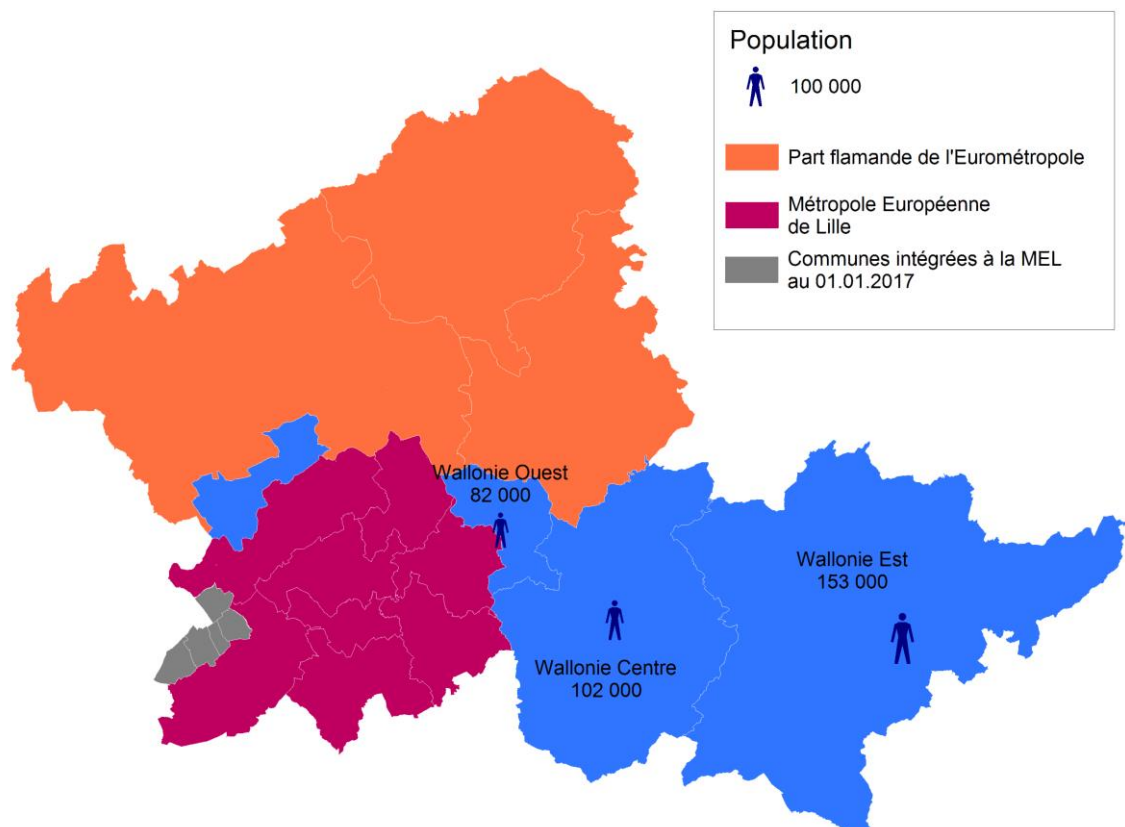 Population
100 000
Part flamande de l'Eurométropole
Métropole Européenne
de Lille
Communes intégrées à la MEL
au 01.01.2017
Wallonie Ouest
82 000
Wallonie Est
153 000
Wallonie Centre
102 000